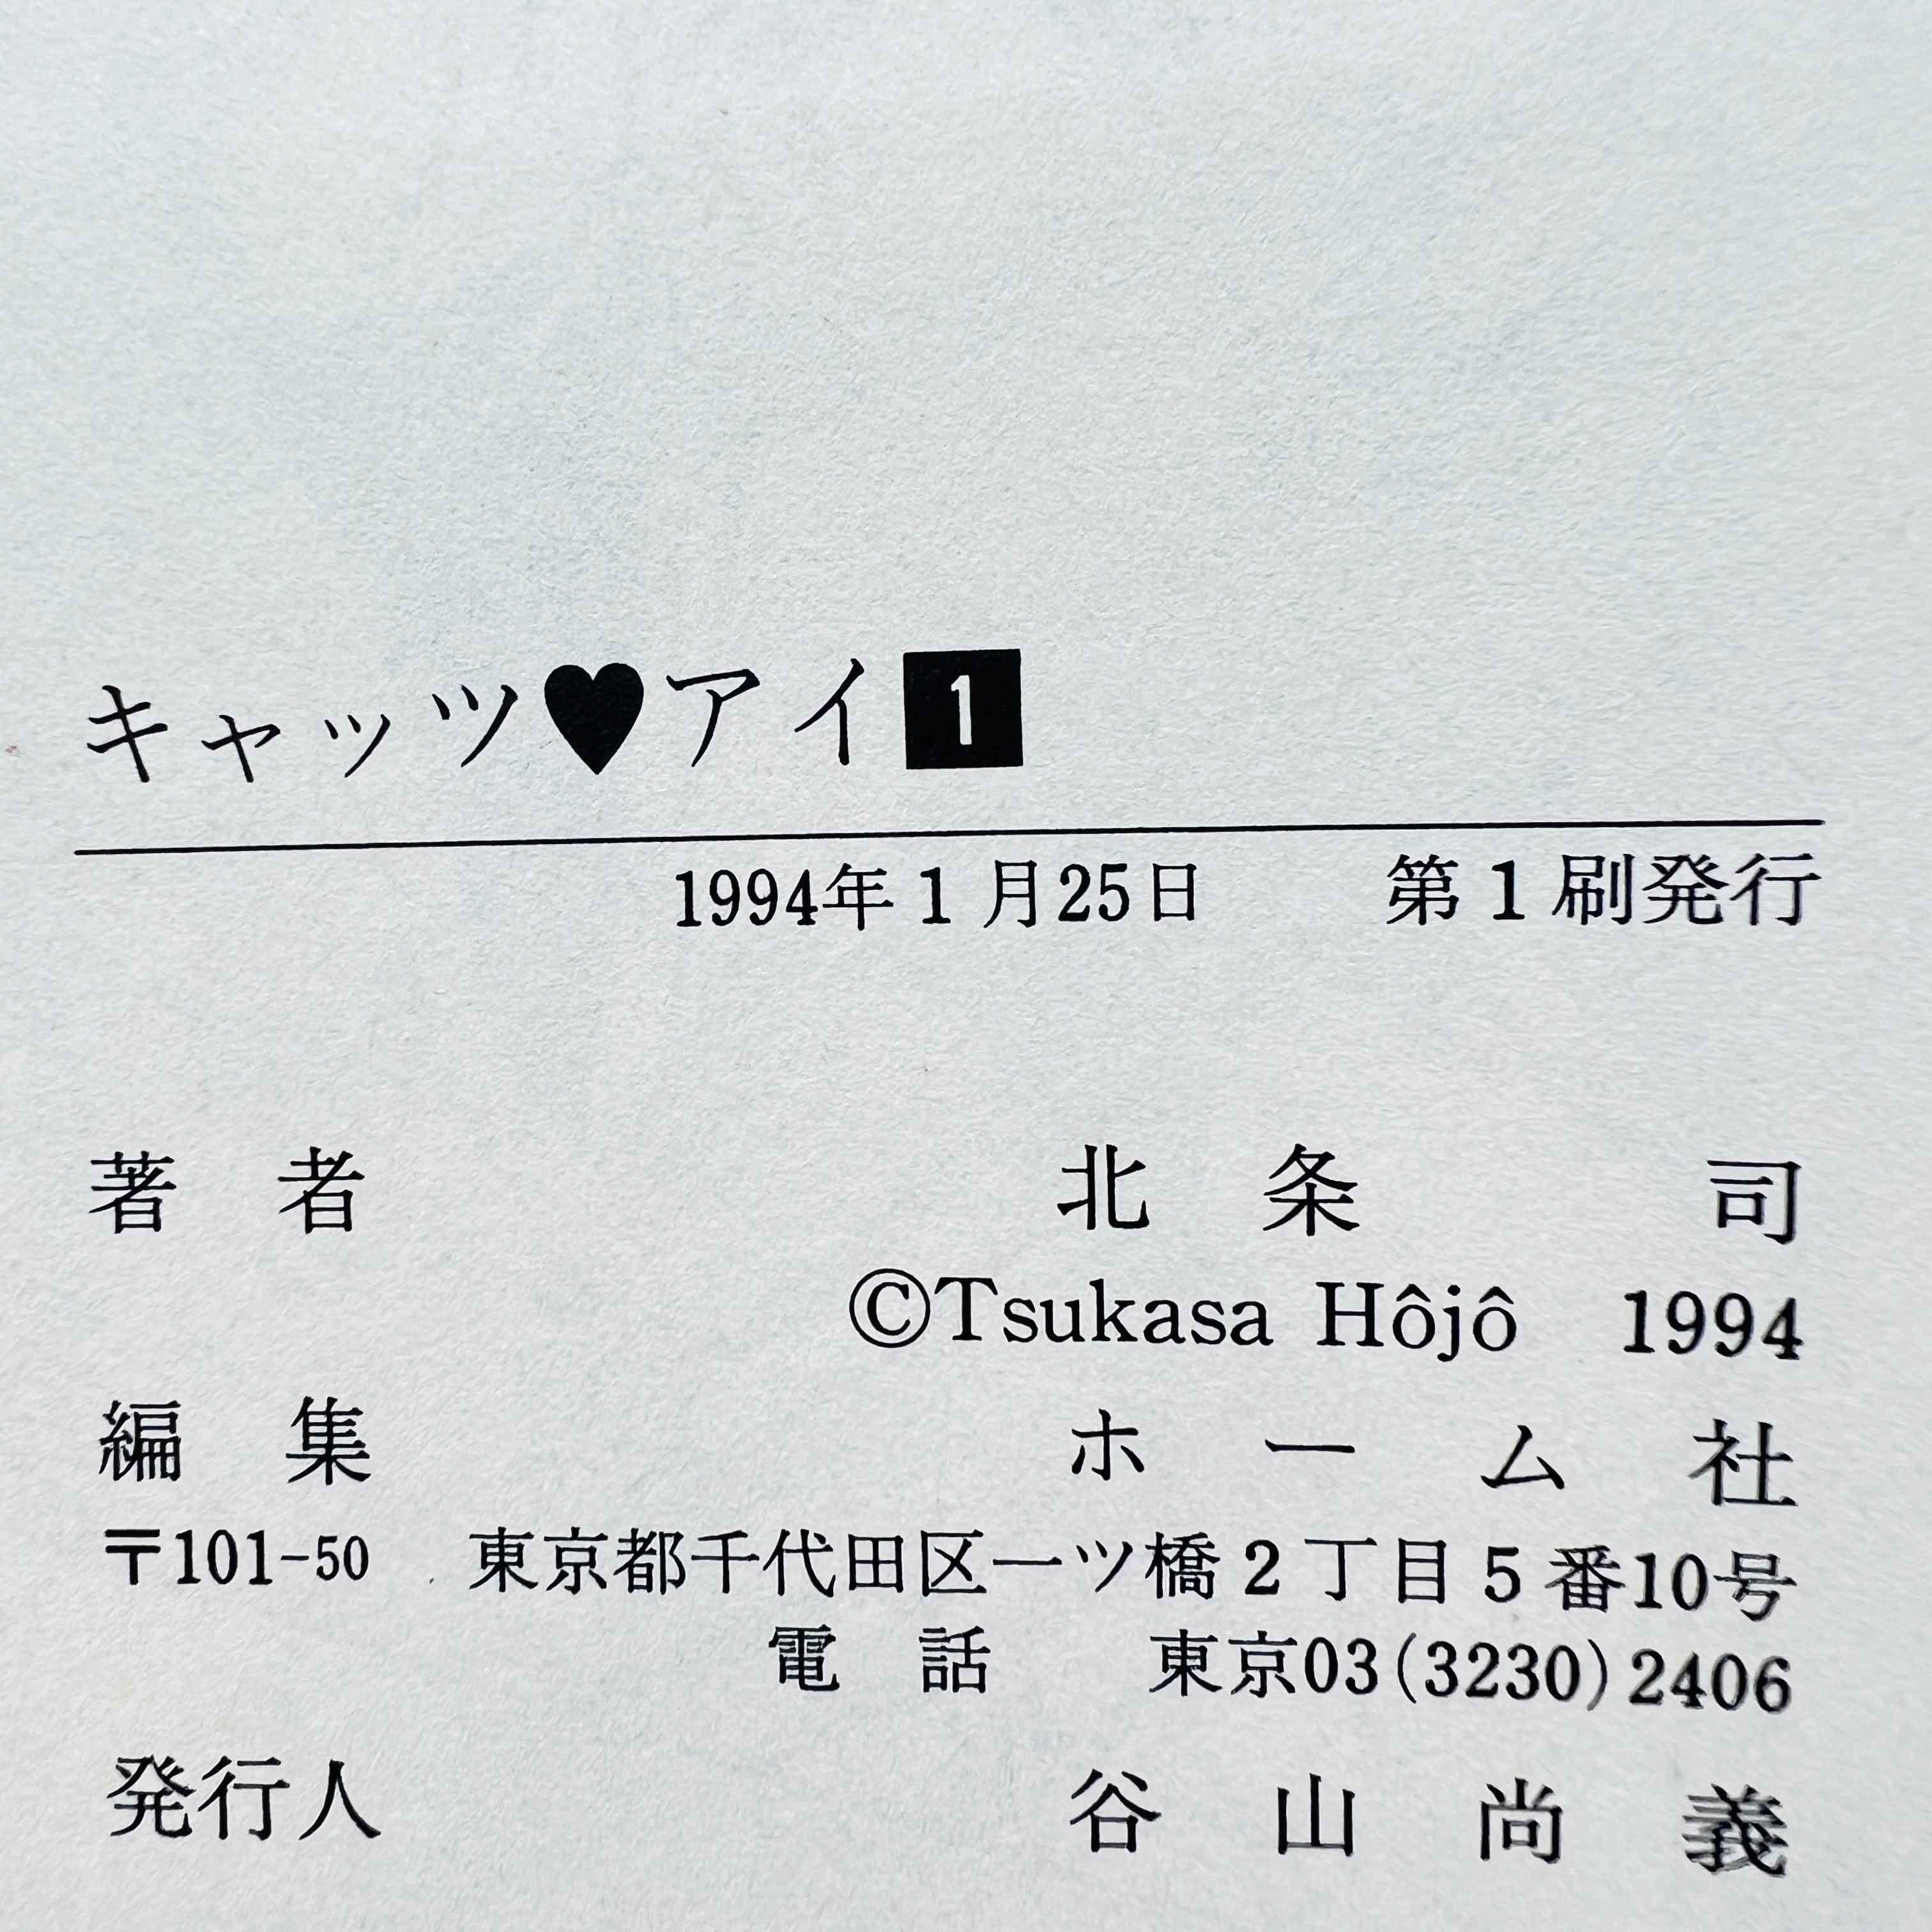 キャッツ♥アイ1
1994年1月25日　第1刷発行
著者　北条司
©Tsukasa Hôjô　1994
編集　ホーム社
〒101-50　東京都千代田区一ツ橋2丁目5番10号
電話　東京03(3230)2406
発行人　谷山尚義